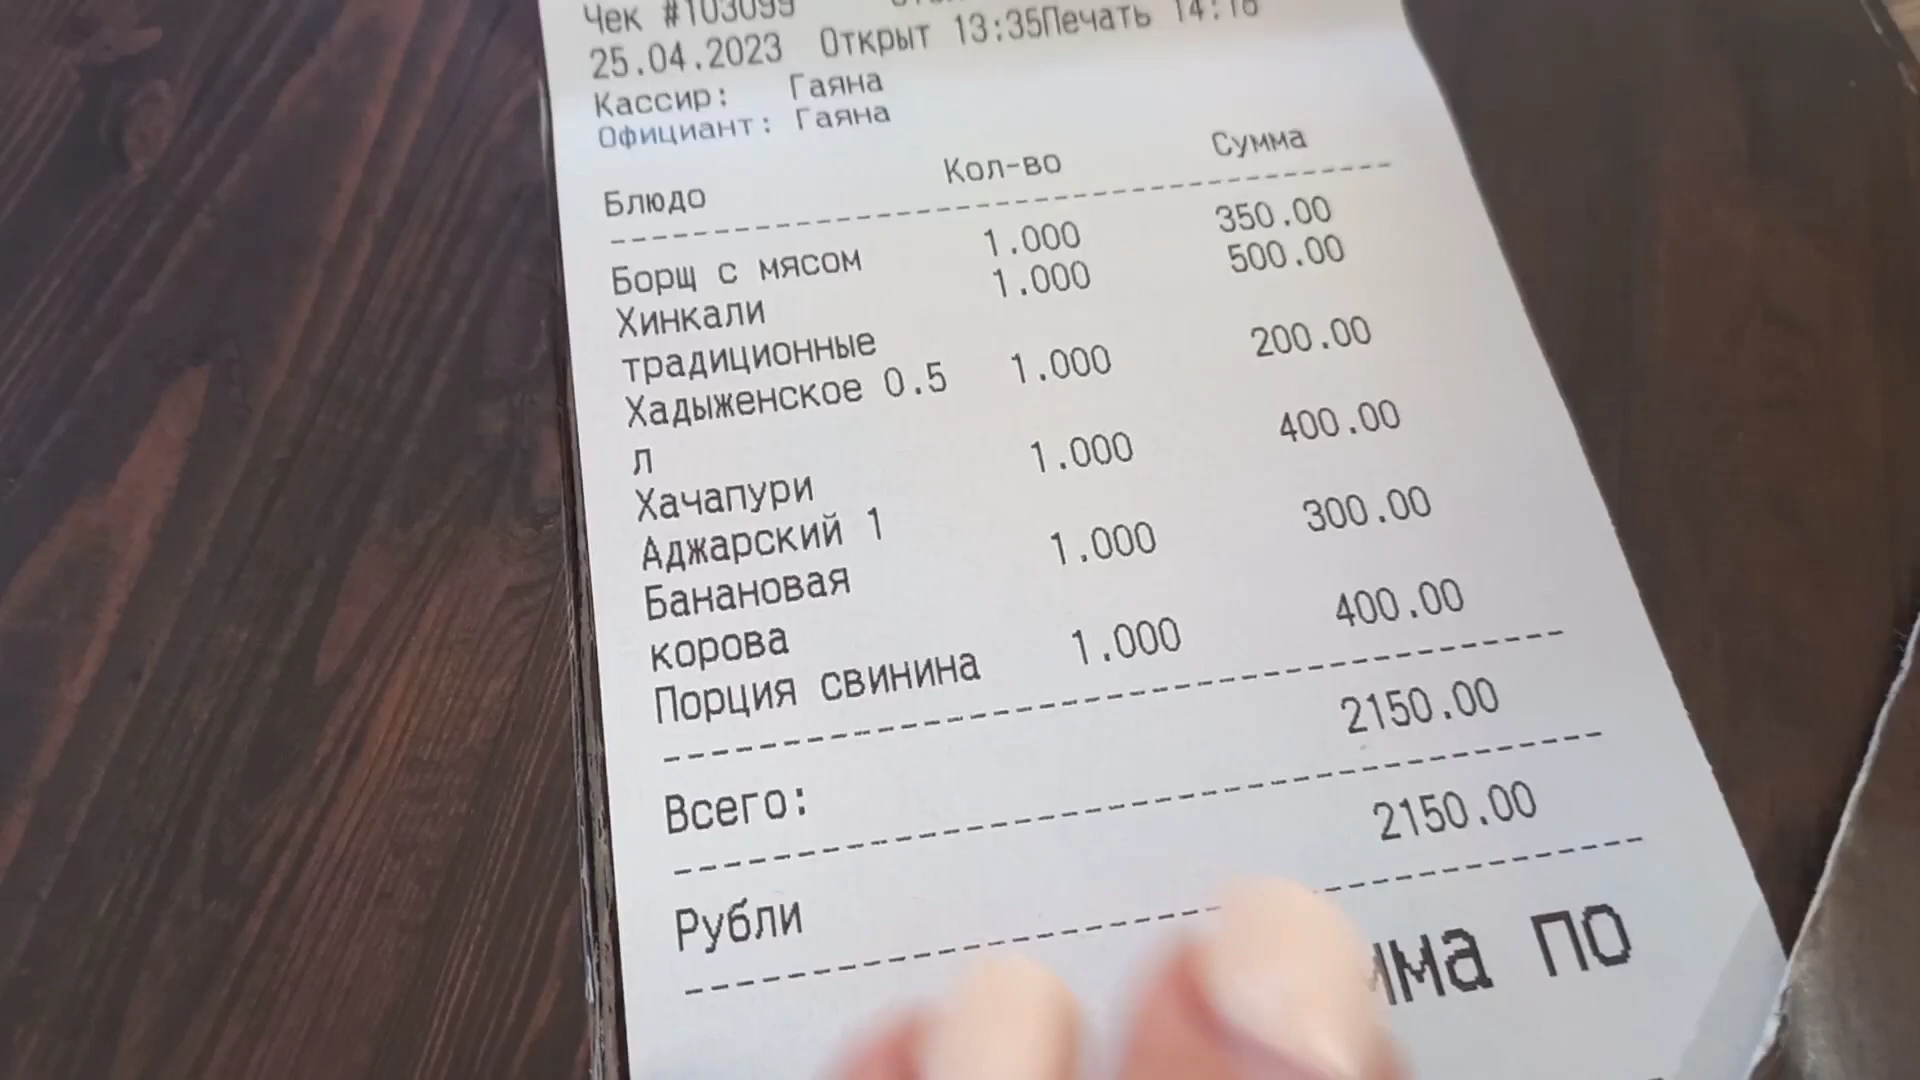 Чек #103099
25.04.2023 Открыт 13:35Печать 14:16
Кассир: Гаяна
Официант: Гаяна
Блюдо Кол-во Сумма
Борщ с мясом 1.000 350.00
Хинкали 1.000 500.00
традиционные
Хадыженское 0.5 1.000 200.00
л
Хачапури 1.000 400.00
Аджарский 1
Банановая 1.000 300.00
корова
Порция свинина 1.000 400.00
Всего: 2150.00
Рубли 2150.00
по